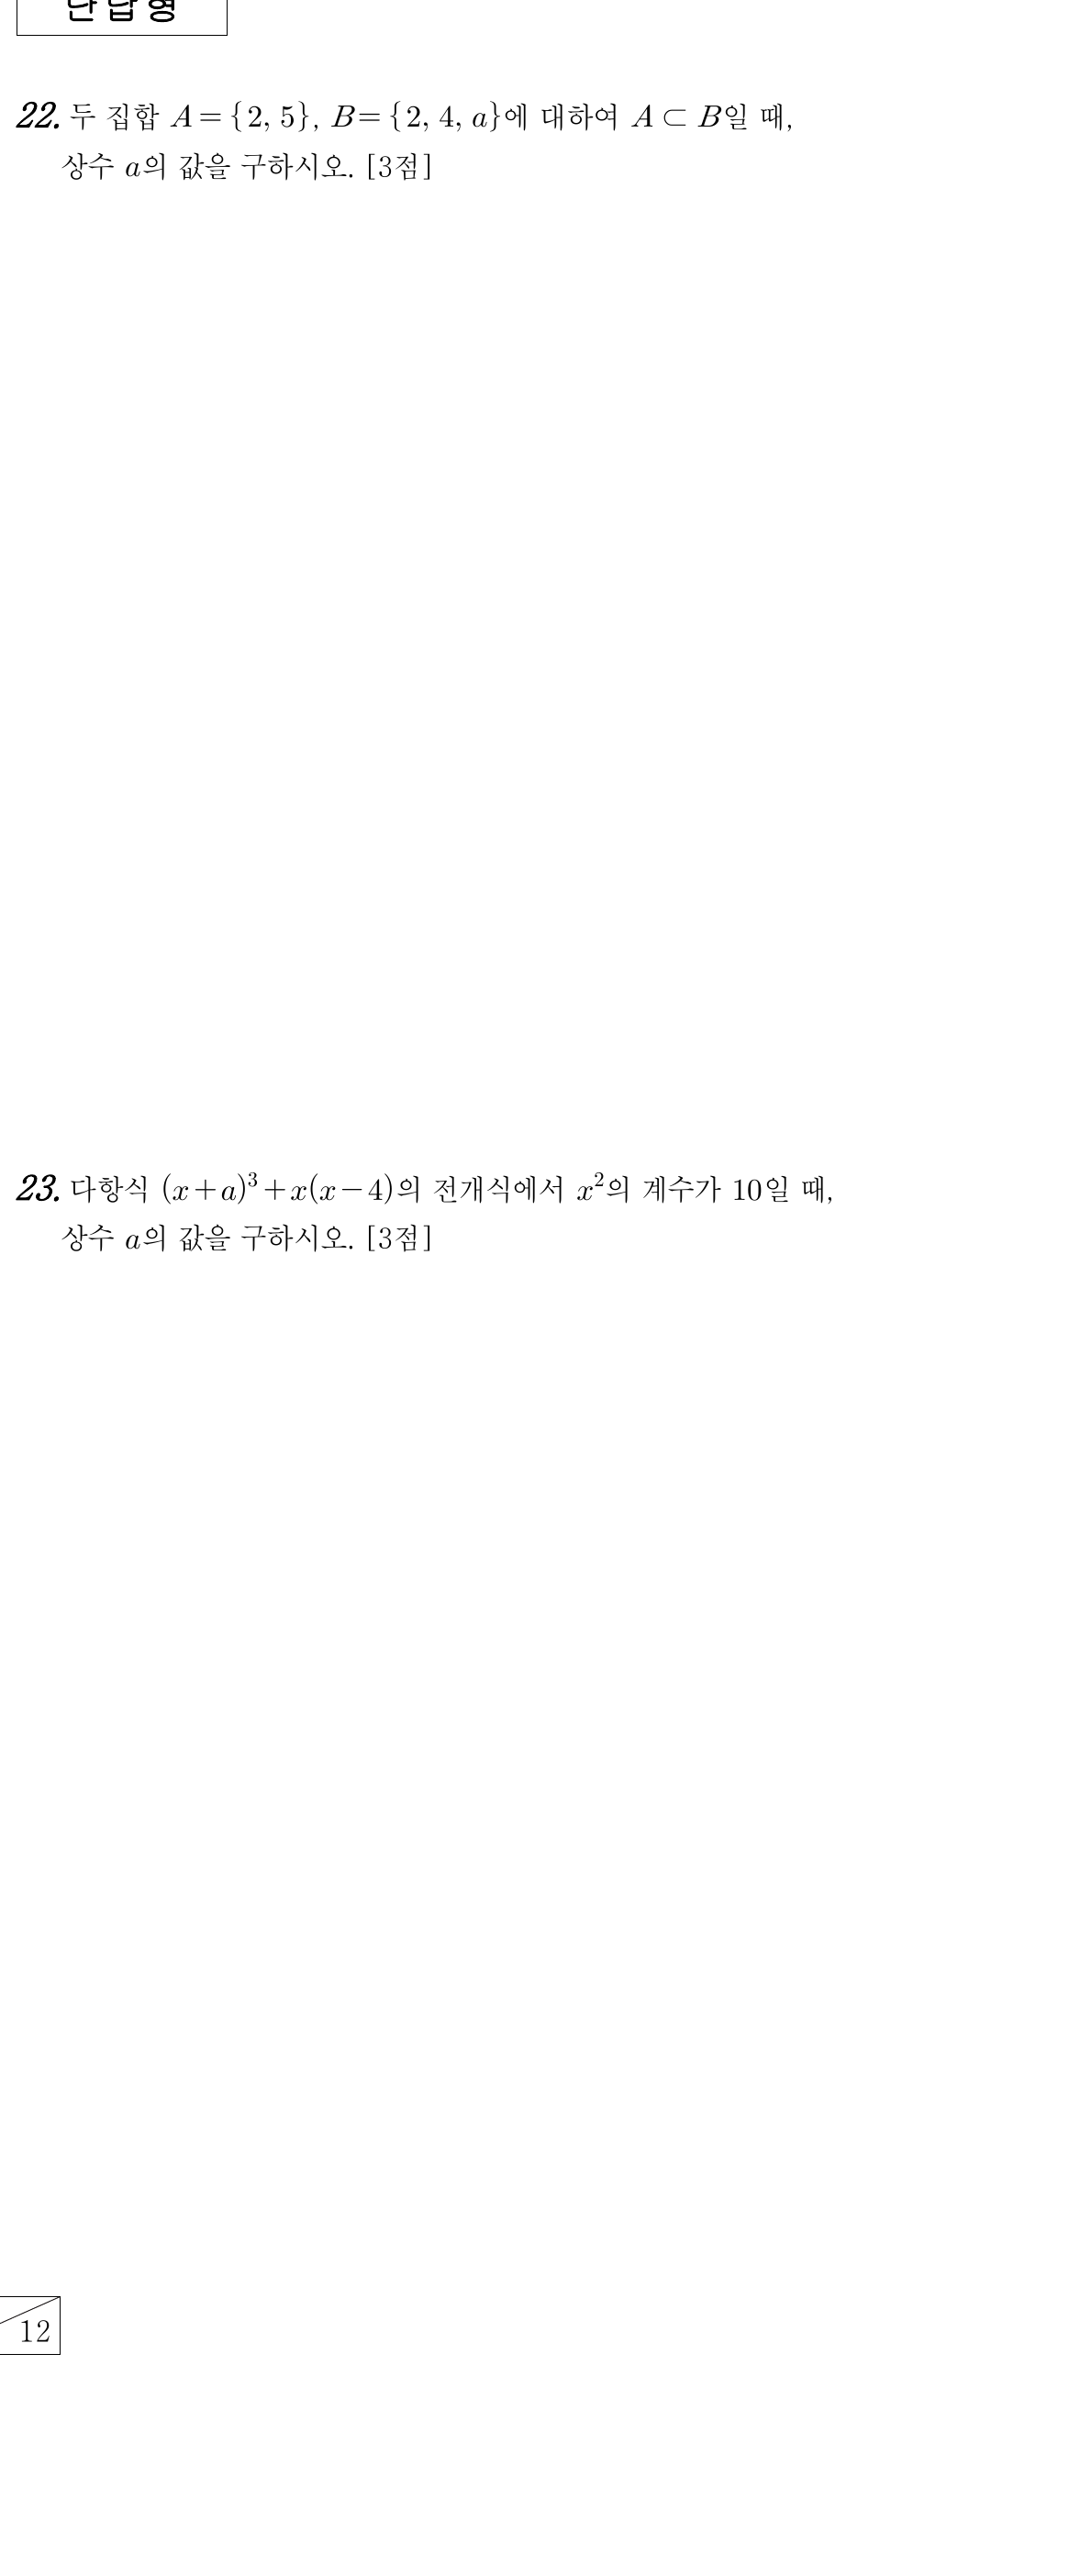 단답형
22. 두 집합 A={2, 5}, B={2, 4, a}에 대하여 A⊂B일 때,
상수 a의 값을 구하시오. [3점]
23. 다항식 (x+a)³+x(x-4)의 전개식에서 x²의 계수가 10일 때,
상수 a의 값을 구하시오. [3점]
12